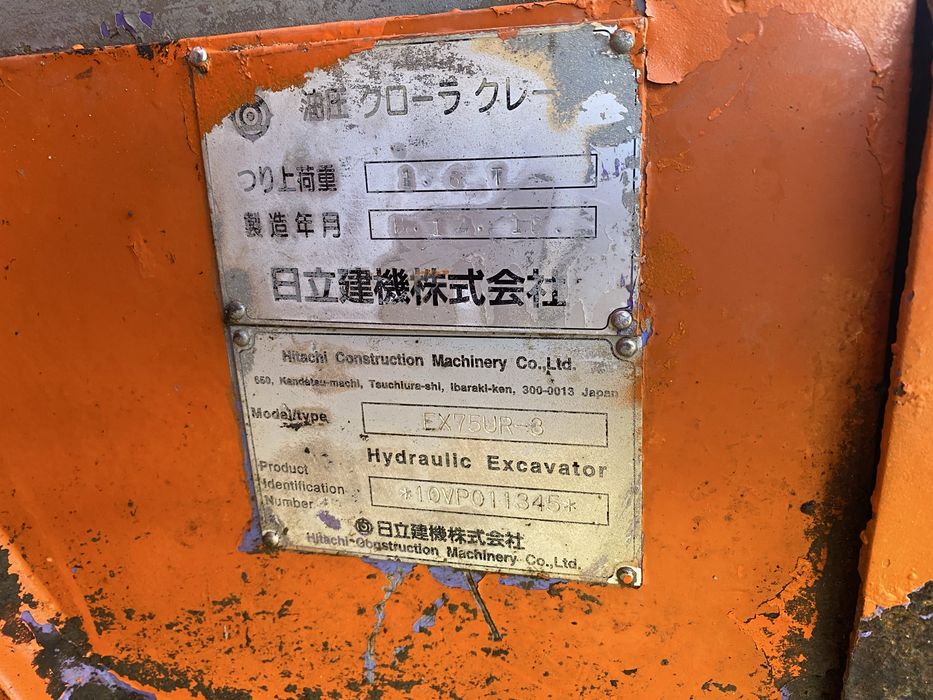 油圧 クローラ クレー
つり上荷重 1.6T
製造年月
日立建機株式会社
Hitachi Construction Machinery Co.,Ltd.
650, Kandatsu-machi, Tsuchiura-shi, Ibaraki-ken, 300-0013 Japan
Model/type EX75UR-3
Hydraulic Excavator
Product Identification Number *10VP011345*
日立建機株式会社
Hitachi Construction Machinery Co.,Ltd.